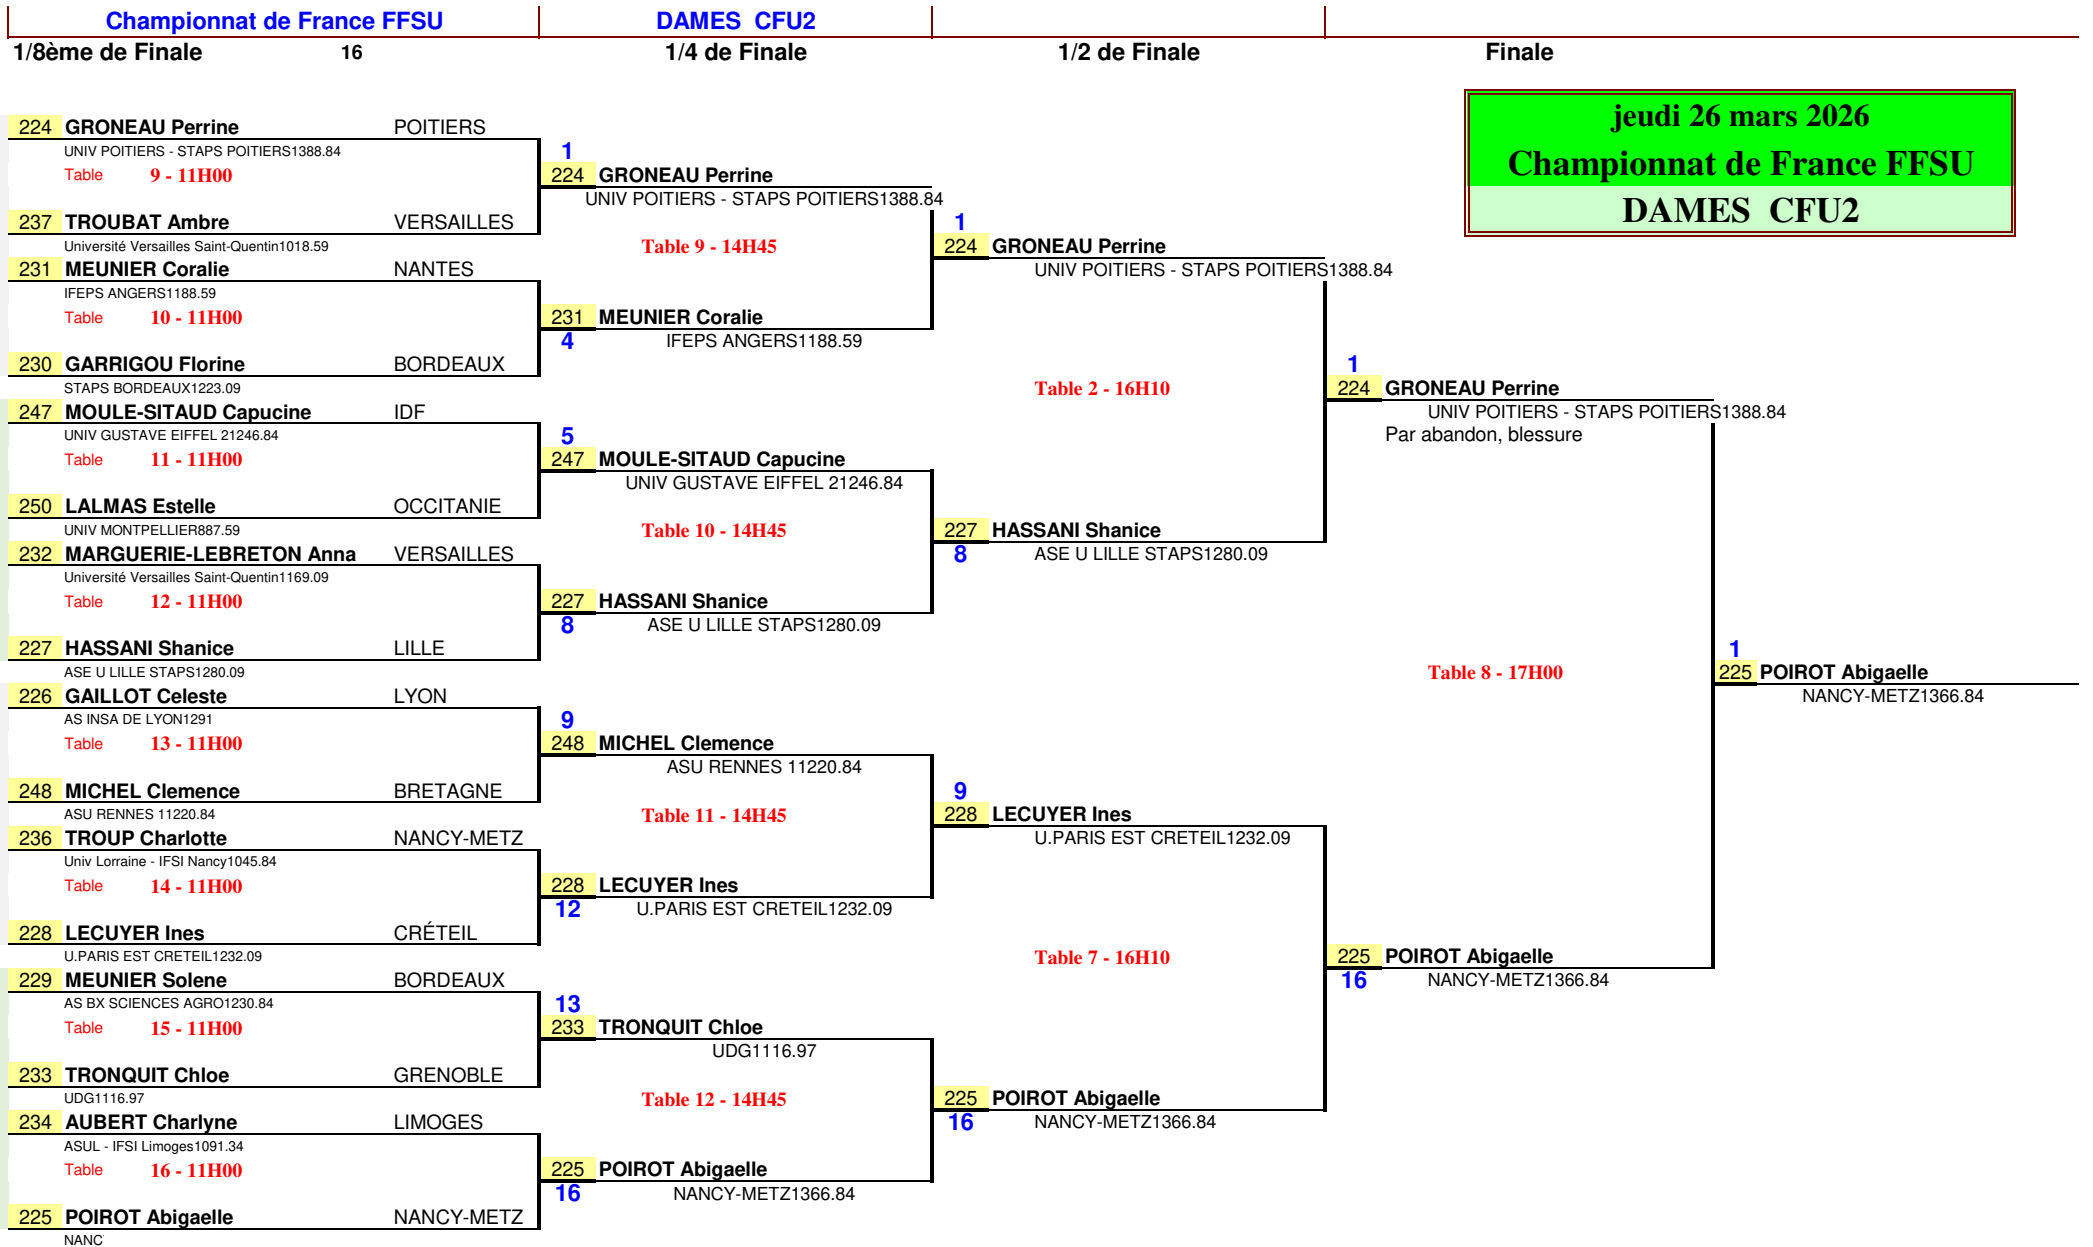 Championnat de France FFSU DAMES CFU2
1/8ème de Finale 16 1/4 de Finale 1/2 de Finale Finale
jeudi 26 mars 2026
Championnat de France FFSU
DAMES CFU2
224 GRONEAU Perrine POITIERS
UNIV POITIERS - STAPS POITIERS1388.84
Table 9 - 11H00
237 TROUBAT Ambre VERSAILLES
Université Versailles Saint-Quentin1018.59
231 MEUNIER Coralie NANTES
IFEPS ANGERS1188.59
Table 10 - 11H00
230 GARRIGOU Florine BORDEAUX
STAPS BORDEAUX1223.09
247 MOULE-SITAUD Capucine IDF
UNIV GUSTAVE EIFFEL 21246.84
Table 11 - 11H00
250 LALMAS Estelle OCCITANIE
UNIV MONTPELLIER887.59
232 MARGUERIE-LEBRETON Anna VERSAILLES
Université Versailles Saint-Quentin1169.09
Table 12 - 11H00
227 HASSANI Shanice LILLE
ASE U LILLE STAPS1280.09
226 GAILLOT Celeste LYON
AS INSA DE LYON1291
Table 13 - 11H00
248 MICHEL Clemence BRETAGNE
ASU RENNES 11220.84
236 TROUP Charlotte NANCY-METZ
Univ Lorraine - IFSI Nancy1045.84
Table 14 - 11H00
228 LECUYER Ines CRÉTEIL
U.PARIS EST CRETEIL1232.09
229 MEUNIER Solene BORDEAUX
AS BX SCIENCES AGRO1230.84
Table 15 - 11H00
233 TRONQUIT Chloe GRENOBLE
UDG1116.97
234 AUBERT Charlyne LIMOGES
ASUL - IFSI Limoges1091.34
Table 16 - 11H00
225 POIROT Abigaelle NANCY-METZ
NANC
1
224 GRONEAU Perrine
UNIV POITIERS - STAPS POITIERS1388.84
Table 9 - 14H45
231 MEUNIER Coralie
4 IFEPS ANGERS1188.59
5
247 MOULE-SITAUD Capucine
UNIV GUSTAVE EIFFEL 21246.84
Table 10 - 14H45
227 HASSANI Shanice
8 ASE U LILLE STAPS1280.09
9
248 MICHEL Clemence
ASU RENNES 11220.84
Table 11 - 14H45
228 LECUYER Ines
12 U.PARIS EST CRETEIL1232.09
13
233 TRONQUIT Chloe
UDG1116.97
Table 12 - 14H45
225 POIROT Abigaelle
16 NANCY-METZ1366.84
1
224 GRONEAU Perrine
UNIV POITIERS - STAPS POITIERS1388.84
Table 2 - 16H10
227 HASSANI Shanice
8 ASE U LILLE STAPS1280.09
9
228 LECUYER Ines
U.PARIS EST CRETEIL1232.09
Table 7 - 16H10
225 POIROT Abigaelle
16 NANCY-METZ1366.84
1
224 GRONEAU Perrine
UNIV POITIERS - STAPS POITIERS1388.84
Par abandon, blessure
Table 8 - 17H00
225 POIROT Abigaelle
16 NANCY-METZ1366.84
1
225 POIROT Abigaelle
NANCY-METZ1366.84